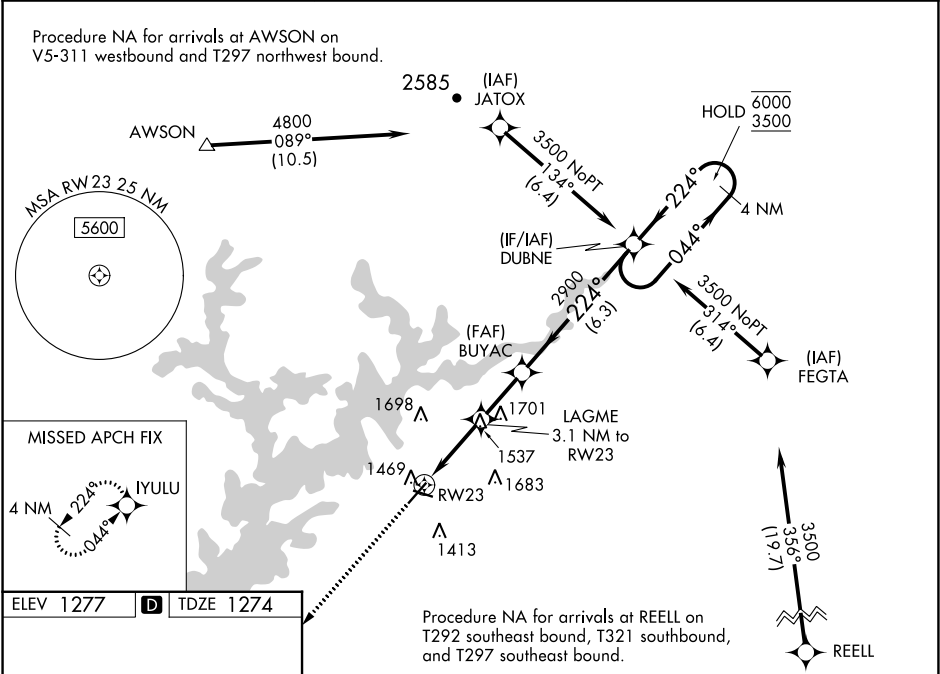 Procedure NA for arrivals at AWSON on
V5-311 westbound and T297 northwest bound.
2585
(IAF)
JATOX
HOLD
6000
3500
AWSON
4800
089°
(10.5)
3500 NoPT
134°
(6.4)
224°
4 NM
044°
MSA RW23 25 NM
5600
(IF/IAF)
DUBNE
2900
224°
(6.3)
3500 NoPT
314°
(6.4)
(IAF)
FEGTA
(FAF)
BUYAC
1698
1701
LAGME
3.1 NM to
RW23
1537
1469
RW23
1683
1413
MISSED APCH FIX
IYULU
4 NM
224°
044°
3500
356°
(19.7)
REELL
ELEV 1277
D
TDZE 1274
Procedure NA for arrivals at REELL on
T292 southeast bound, T321 southbound,
and T297 southeast bound.